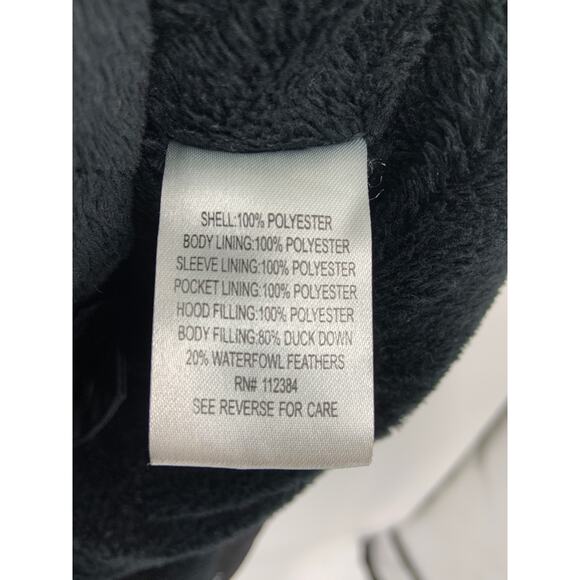 SHELL:100% POLYESTER
BODY LINING:100% POLYESTER
SLEEVE LINING:100% POLYESTER
POCKET LINING:100% POLYESTER
HOOD FILLING:100% POLYESTER
BODY FILLING:80% DUCK DOWN
20% WATERFOWL FEATHERS
RN# 112384
SEE REVERSE FOR CARE